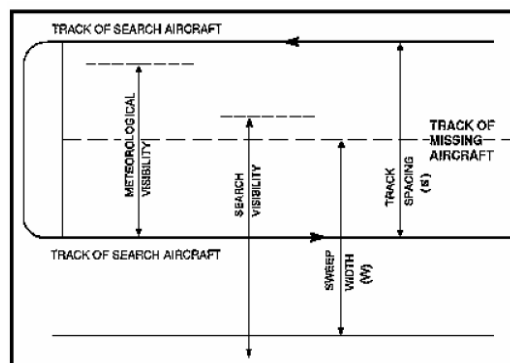 TRACK OF SEARCH AIRCRAFT
METEOROLOGICAL
VISIBILITY
SEARCH
VISIBILITY
TRACK OF
MISSING
AIRCRAFT
TRACK
SPACING
(S)
TRACK OF SEARCH AIRCRAFT
SWEEP
WIDTH
(W)